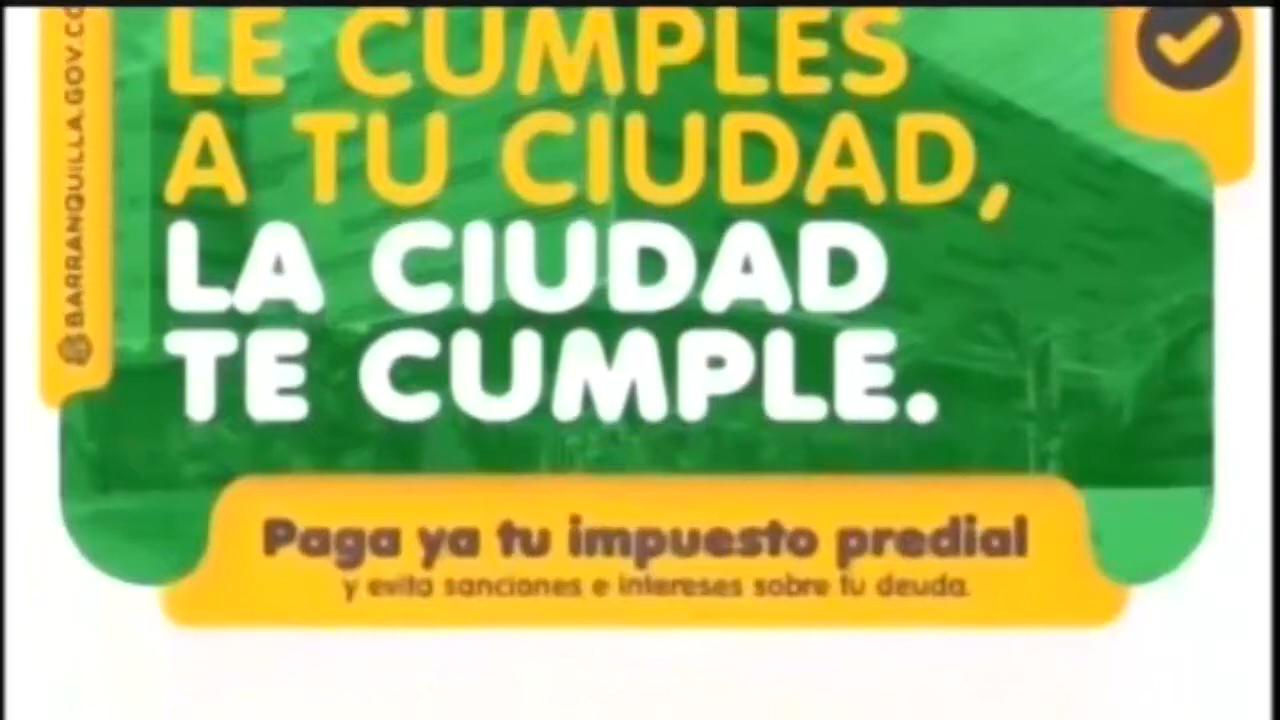 LE CUMPLES
A TU CIUDAD,
LA CIUDAD
TE CUMPLE.
Paga ya tu impuesto predial
y evita sanciones e intereses sobre tu deuda.
BARRANQUILLA.GOV.CO